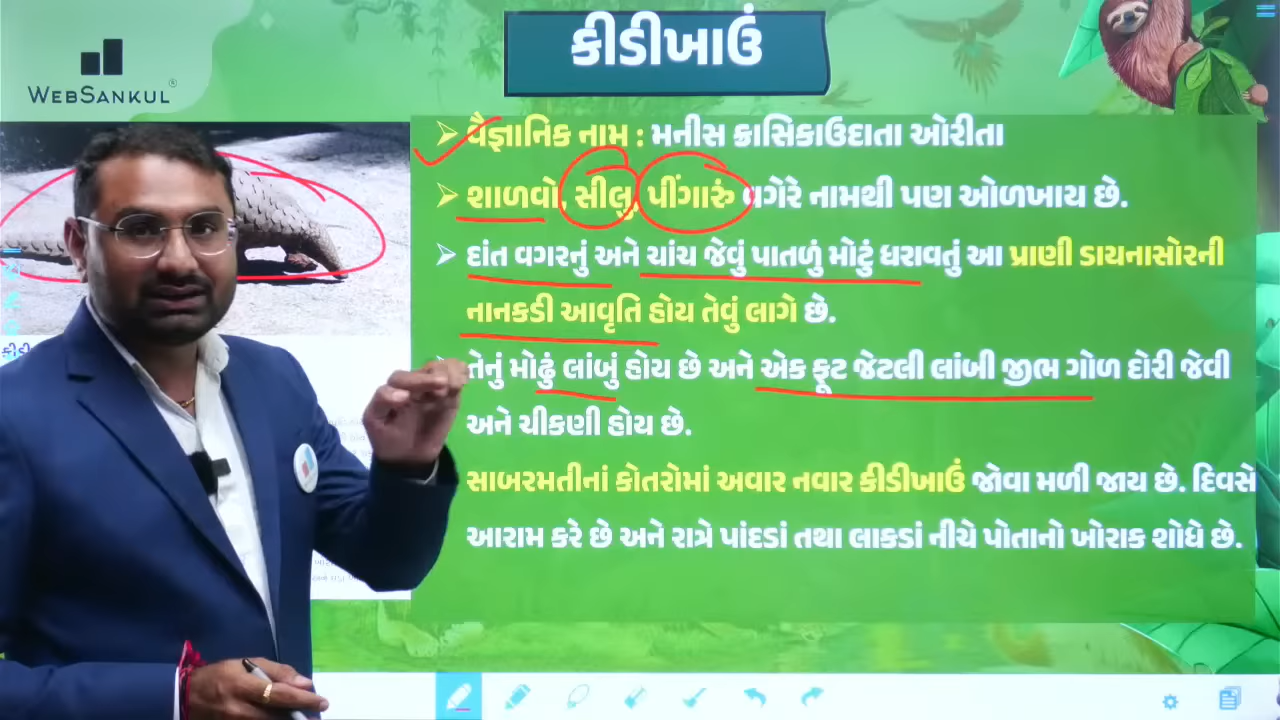 કીડીખાઉં
WEBSANKUL®
વૈજ્ઞાનિક નામ : મનીસ ક્રાસિકાઉદાતા ઓરીતા
શાળવો, સીલુ, પીંગારું વગેરે નામથી પણ ઓળખાય છે.
દાંત વગરનું અને ચાંચ જેવું પાતળું મોટું ધરાવતું આ પ્રાણી ડાયનાસોરની
નાનકડી આવૃતિ હોય તેવું લાગે છે.
તેનું મોઢું લાંબું હોય છે અને એક ફૂટ જેટલી લાંબી જીભ ગોળ દોરી જેવી
અને ચીકણી હોય છે.
સાબરમતીનાં કોતરોમાં અવાર નવાર કીડીખાઉં જોવા મળી જાય છે. દિવસે
આરામ કરે છે અને રાત્રે પાંદડાં તથા લાકડાં નીચે પોતાનો ખોરાક શોધે છે.